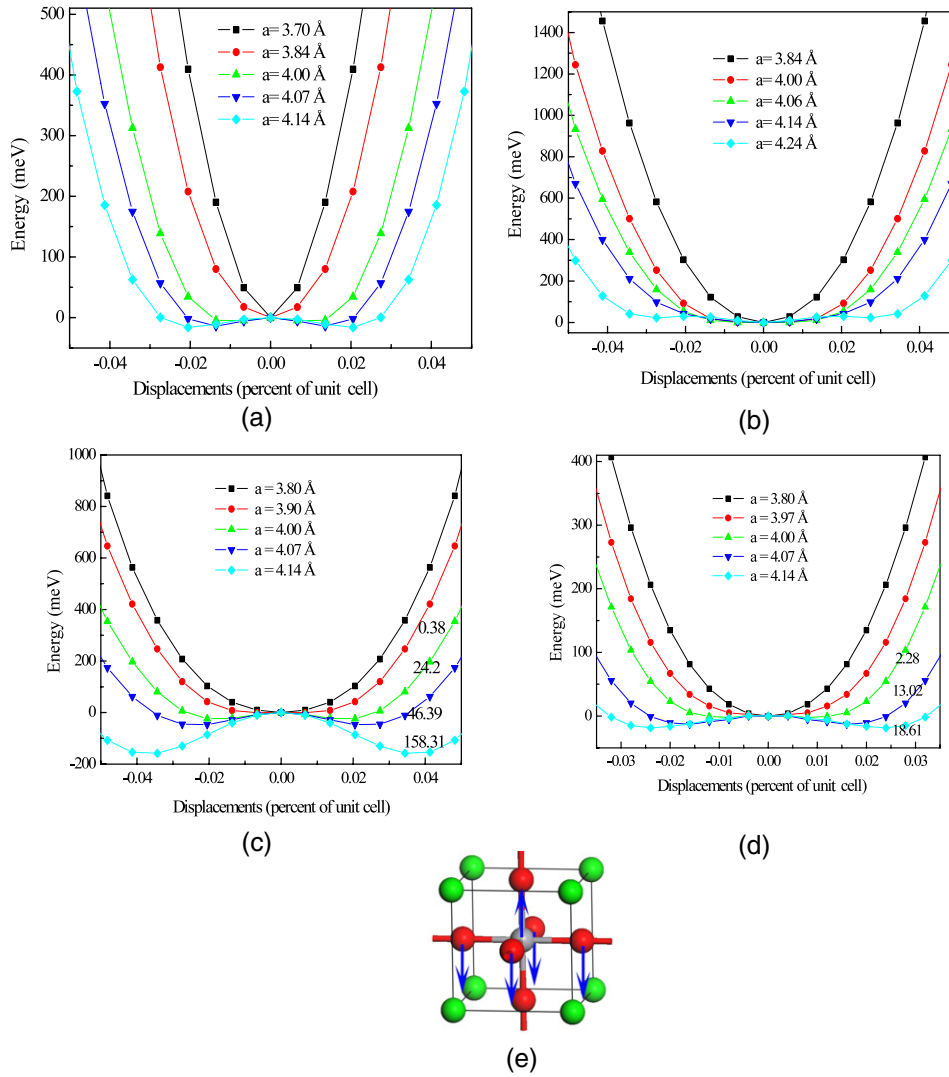 500
400
300
200
100
0
Energy (meV)
a= 3.70 Å
a= 3.84 Å
a= 4.00 Å
a= 4.07 Å
a= 4.14 Å
-0.04 -0.02 0.00 0.02 0.04
Displacements (percent of unit cell)
(a)
1400
1200
1000
800
600
400
200
0
Energy (meV)
a= 3.84 Å
a= 4.00 Å
a= 4.06 Å
a= 4.14 Å
a= 4.24 Å
-0.04 -0.02 0.00 0.02 0.04
Displacements (percent of unit cell)
(b)
1000
800
600
400
200
0
-200
Energy (meV)
a = 3.80 Å
a = 3.90 Å
a = 4.00 Å
a = 4.07 Å
a = 4.14 Å
0.38
24.2
46.39
158.31
-0.04 -0.02 0.00 0.02 0.04
Displacements (percent of unit cell)
(c)
400
300
200
100
0
Energy (meV)
a = 3.80 Å
a = 3.97 Å
a = 4.00 Å
a = 4.07 Å
a = 4.14 Å
2.28
13.02
18.61
-0.03 -0.02 -0.01 0.00 0.01 0.02 0.03
Displacements (percent of unit cell)
(d)
(e)